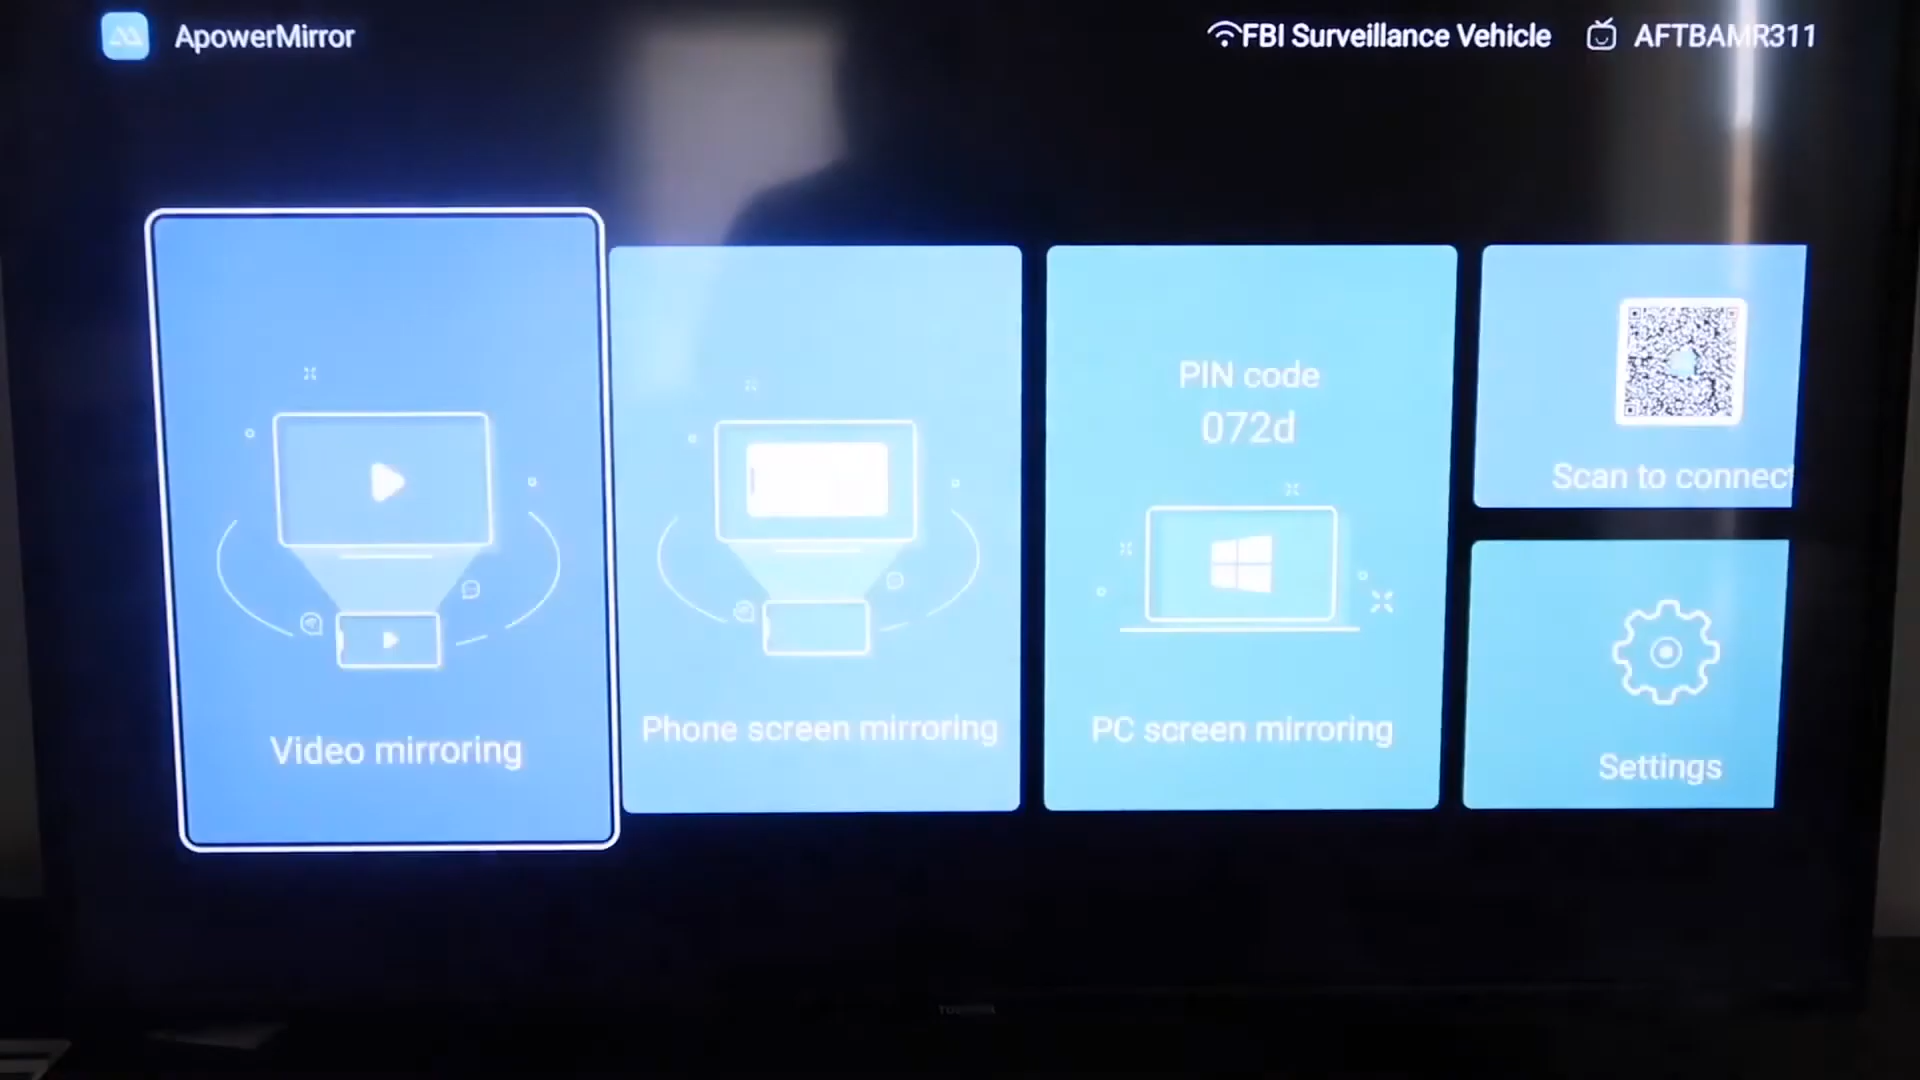 ApowerMirror
FBI Surveillance Vehicle
AFTBAMR311
Video mirroring
Phone screen mirroring
PIN code
072d
PC screen mirroring
Scan to connect
Settings
TOSHIBA